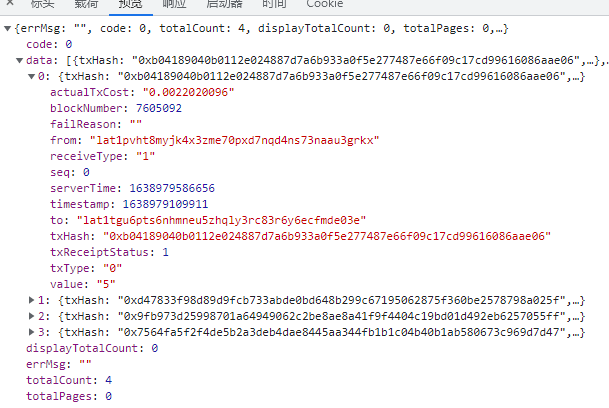 × 标头 载荷 预览 响应 启动器 时间 Cookie
▼{errMsg: "", code: 0, totalCount: 4, displayTotalCount: 0, totalPages: 0,…}
code: 0
▼data: [{txHash: "0xb04189040b0112e024887d7a6b933a0f5e277487e66f09c17cd99616086aae06",…},…
▼0: {txHash: "0xb04189040b0112e024887d7a6b933a0f5e277487e66f09c17cd99616086aae06",…}
actualTxCost: "0.0022020096"
blockNumber: 7605092
failReason: ""
from: "lat1pvht8myjk4x3zme70pxd7nqd4ns73naau3grkx"
receiveType: "1"
seq: 0
serverTime: 1638979586656
timestamp: 1638979109911
to: "lat1tgu6pts6nhmneu5zhqly3rc83r6y6ecfmde03e"
txHash: "0xb04189040b0112e024887d7a6b933a0f5e277487e66f09c17cd99616086aae06"
txReceiptStatus: 1
txType: "0"
value: "5"
▶1: {txHash: "0xd47833f98d89d9fcb733abde0bd648b299c67195062875f360be2578798a025f",…}
▶2: {txHash: "0x9fb973d25998701a64949062c2be8ae8a41f9f4404c19bd01d492eb6257055ff",…}
▶3: {txHash: "0x7564fa5f2f4de5b2a3deb4dae8445aa344fb1b1c04b40b1ab580673c969d7d47",…}
displayTotalCount: 0
errMsg: ""
totalCount: 4
totalPages: 0